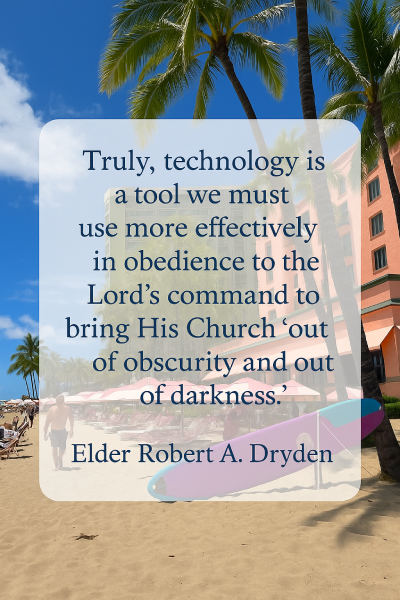 Truly, technology is
a tool we must
use more effectively
in obedience to the
Lord’s command to
bring His Church ‘out
of obscurity and out
of darkness.’
Elder Robert A. Dryden